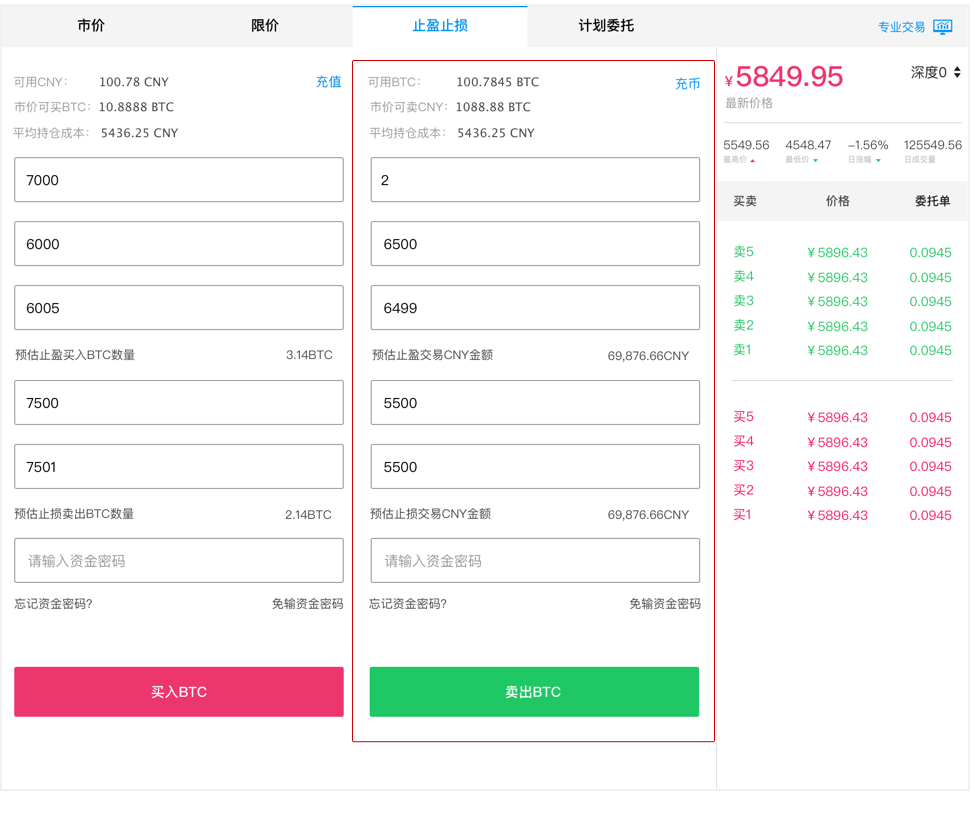 市价 限价 止盈止损 计划委托 专业交易
可用CNY： 100.78 CNY 充值
市价可买BTC： 10.8888 BTC
平均持仓成本： 5436.25 CNY
7000
6000
6005
预估止盈买入BTC数量 3.14BTC
7500
7501
预估止损卖出BTC数量 2.14BTC
请输入资金密码
忘记资金密码? 免输资金密码
买入BTC
可用BTC： 100.7845 BTC 充币
市价可卖CNY： 1088.88 BTC
平均持仓成本： 5436.25 CNY
2
6500
6499
预估止盈交易CNY金额 69,876.66CNY
5500
5500
预估止损交易CNY金额 69,876.66CNY
请输入资金密码
忘记资金密码? 免输资金密码
卖出BTC
¥5849.95 深度0
最新价格
5549.56 4548.47 –1.56% 125549.56
最高价 最低价 日涨幅 日成交量
买卖 价格 委托单
卖5 ¥5896.43 0.0945
卖4 ¥5896.43 0.0945
卖3 ¥5896.43 0.0945
卖2 ¥5896.43 0.0945
卖1 ¥5896.43 0.0945
买5 ¥5896.43 0.0945
买4 ¥5896.43 0.0945
买3 ¥5896.43 0.0945
买2 ¥5896.43 0.0945
买1 ¥5896.43 0.0945